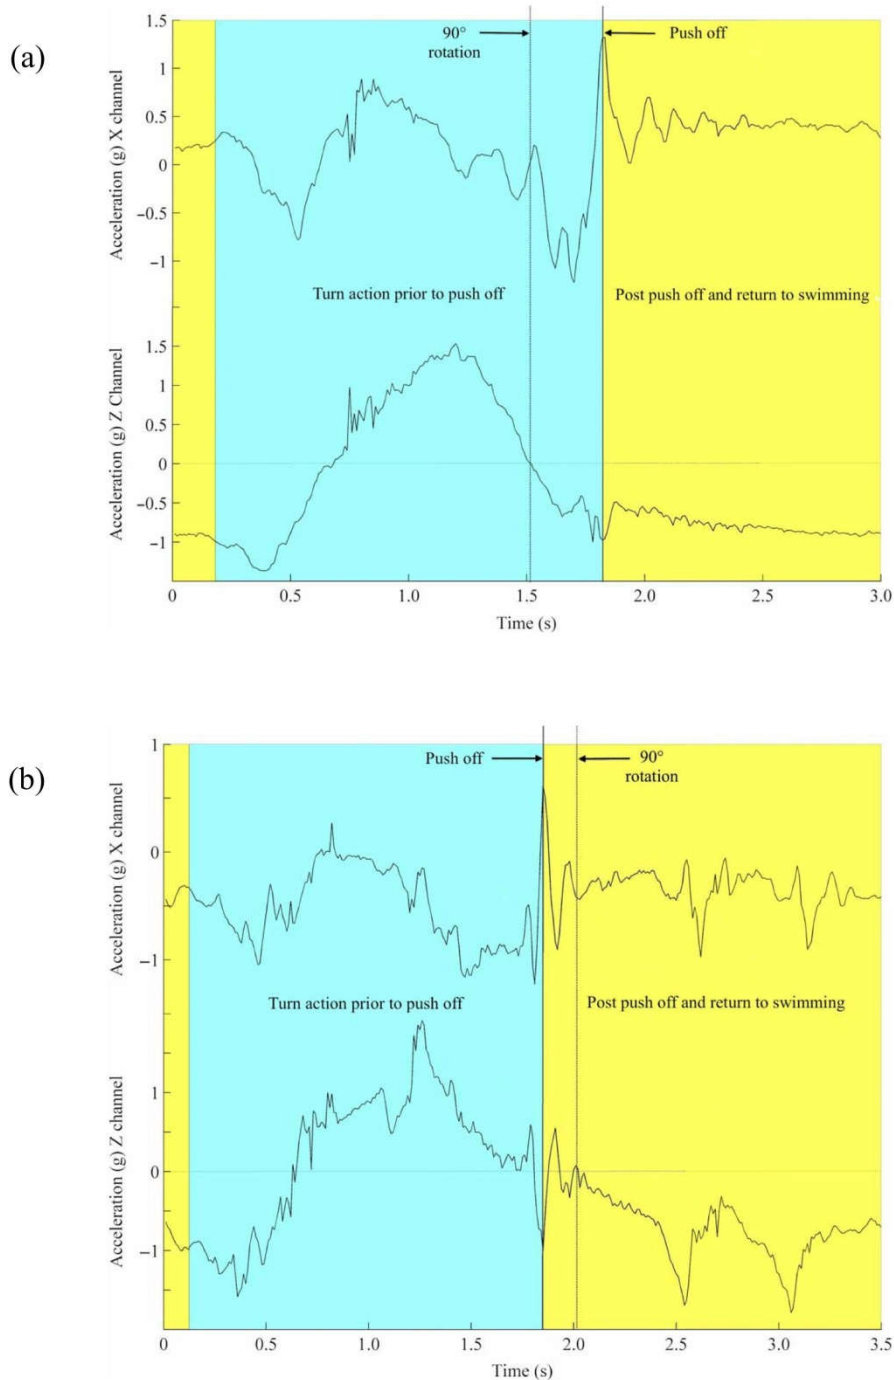 (a)
90°
rotation
Push off
Acceleration (g) X channel
1.5
0.5
0
−0.5
−1
Turn action prior to push off
Post push off and return to swimming
Acceleration (g) Z Channel
1.5
1
0.5
0
−0.5
−1
0
0.5
1.0
1.5
2.0
2.5
3.0
Time (s)
(b)
Push off
90°
rotation
Acceleration (g) X channel
1
0
−1
Turn action prior to push off
Post push off and return to swimming
Acceleration (g) Z channel
1
0
−1
0
0.5
1.0
1.5
2.0
2.5
3.0
3.5
Time (s)